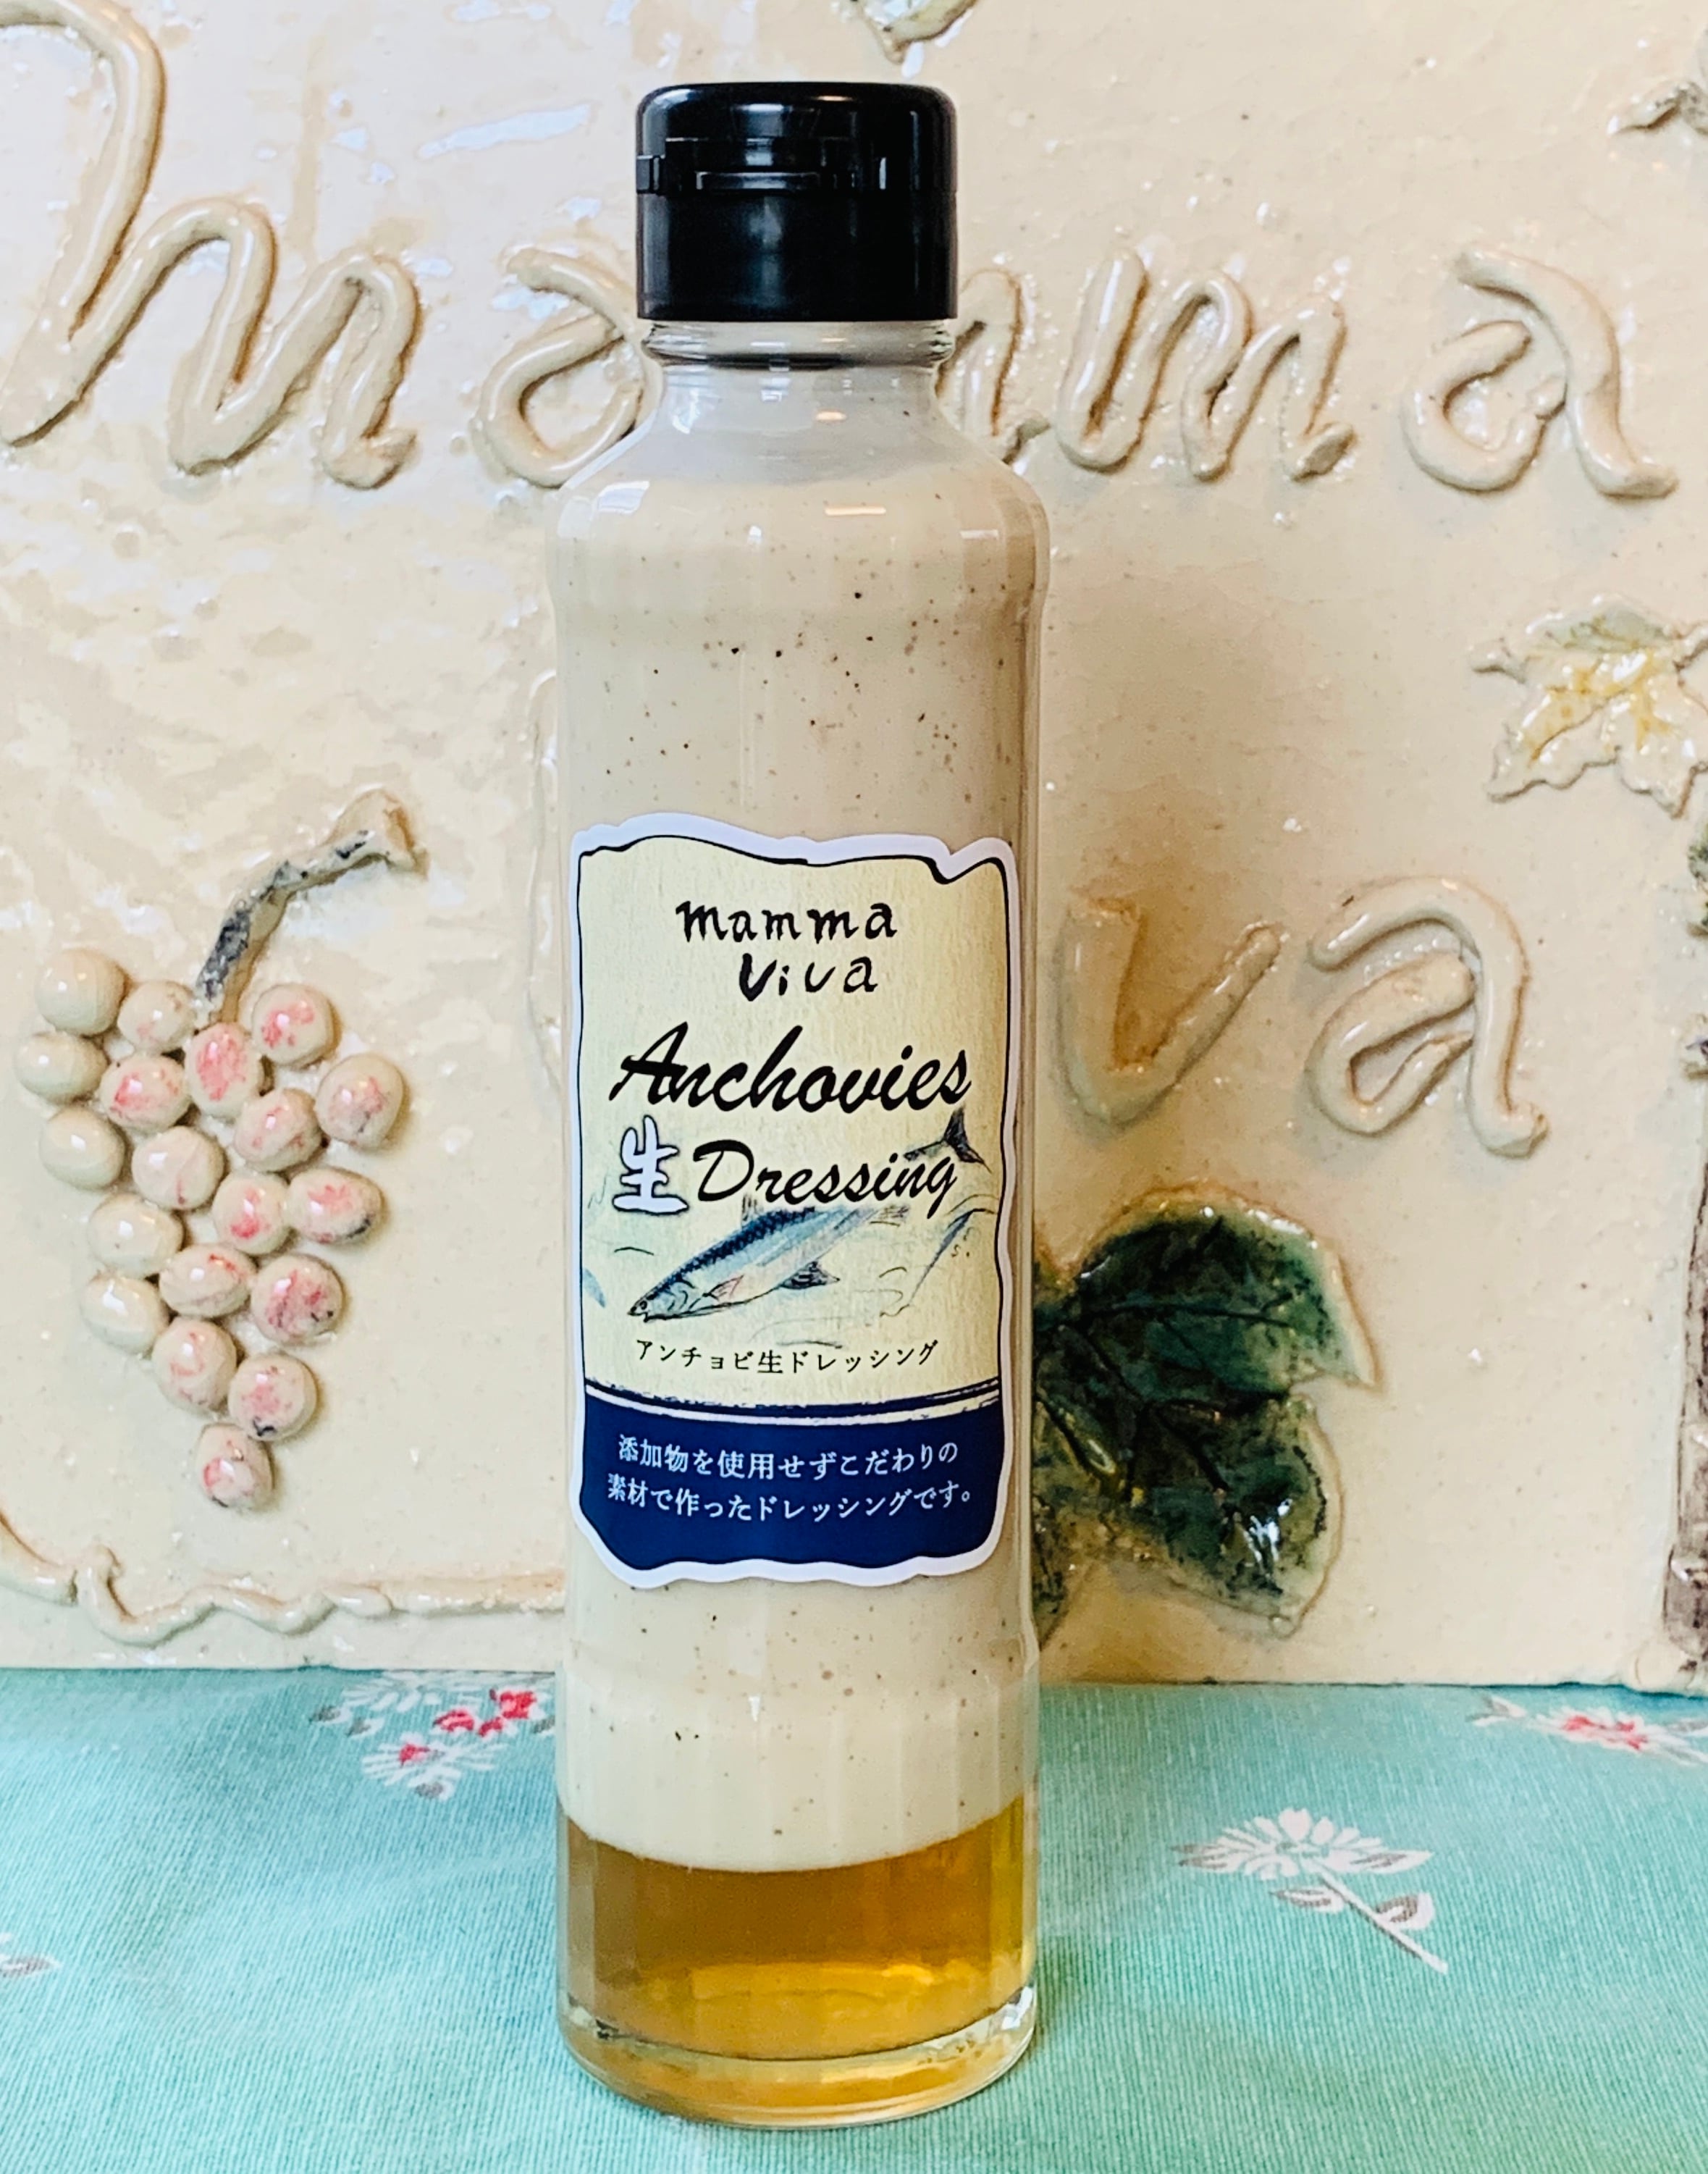 mamma
va
mamma
viva
Anchovies
生Dressing
アンチョビ生ドレッシング
添加物を使用せずこだわりの
素材で作ったドレッシングです。